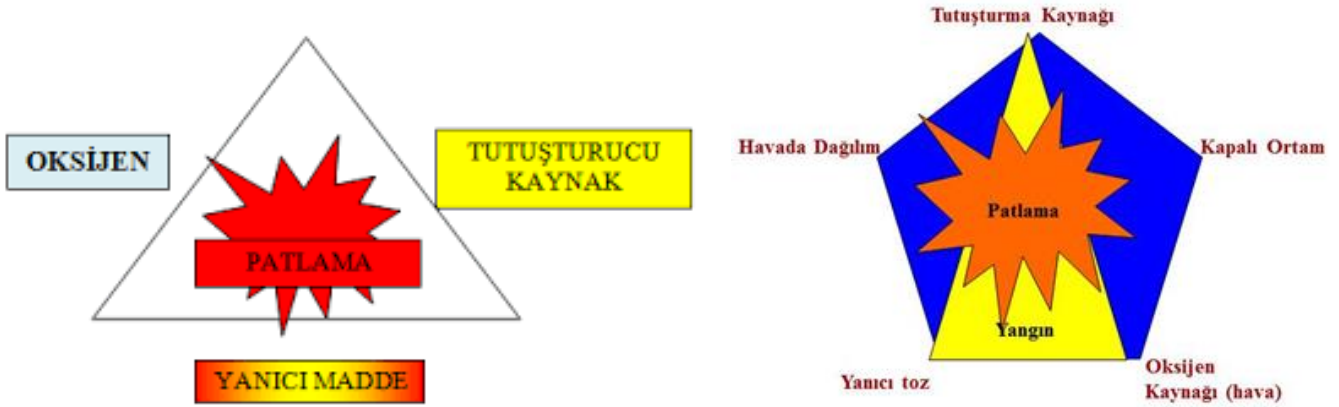 OKSİJEN
TUTUŞTURUCU
KAYNAK
PATLAMA
YANICI MADDE
Tutuşturma Kaynağı
Havada Dağılım
Kapalı Ortam
Patlama
Yangın
Yanıcı toz
Oksijen
Kaynağı (hava)